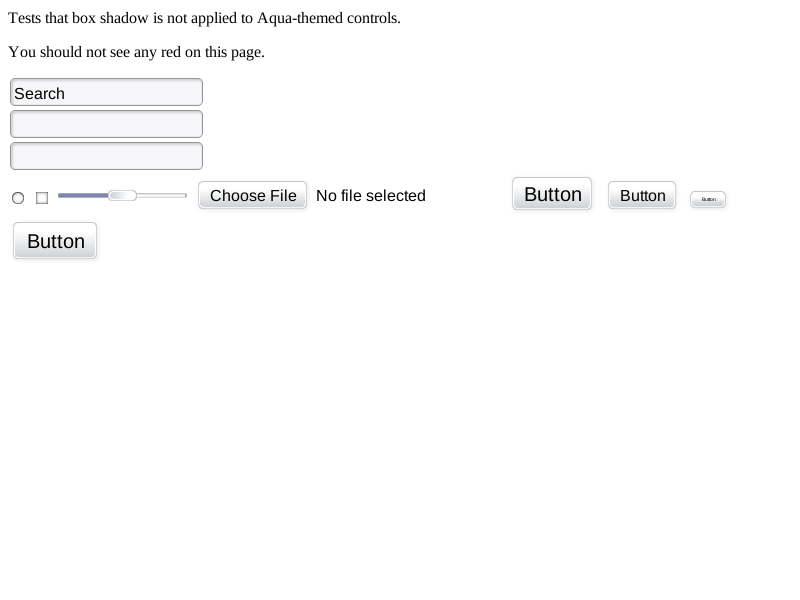 Tests that box shadow is not applied to Aqua-themed controls.
You should not see any red on this page.
Search
Choose File No file selected Button Button Button
Button